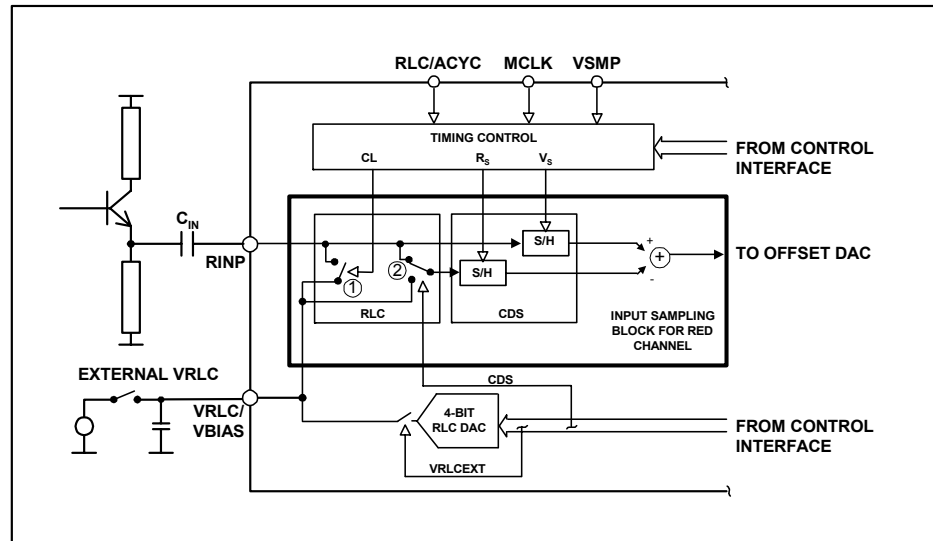 RLC/ACYC MCLK VSMP
TIMING CONTROL
CL RS VS
FROM CONTROL
INTERFACE
CIN
RINP
S/H
S/H
+
+
-
TO OFFSET DAC
1
2
RLC
CDS
INPUT SAMPLING
BLOCK FOR RED
CHANNEL
EXTERNAL VRLC
VRLC/
VBIAS
CDS
4-BIT
RLC DAC
VRLCEXT
FROM CONTROL
INTERFACE